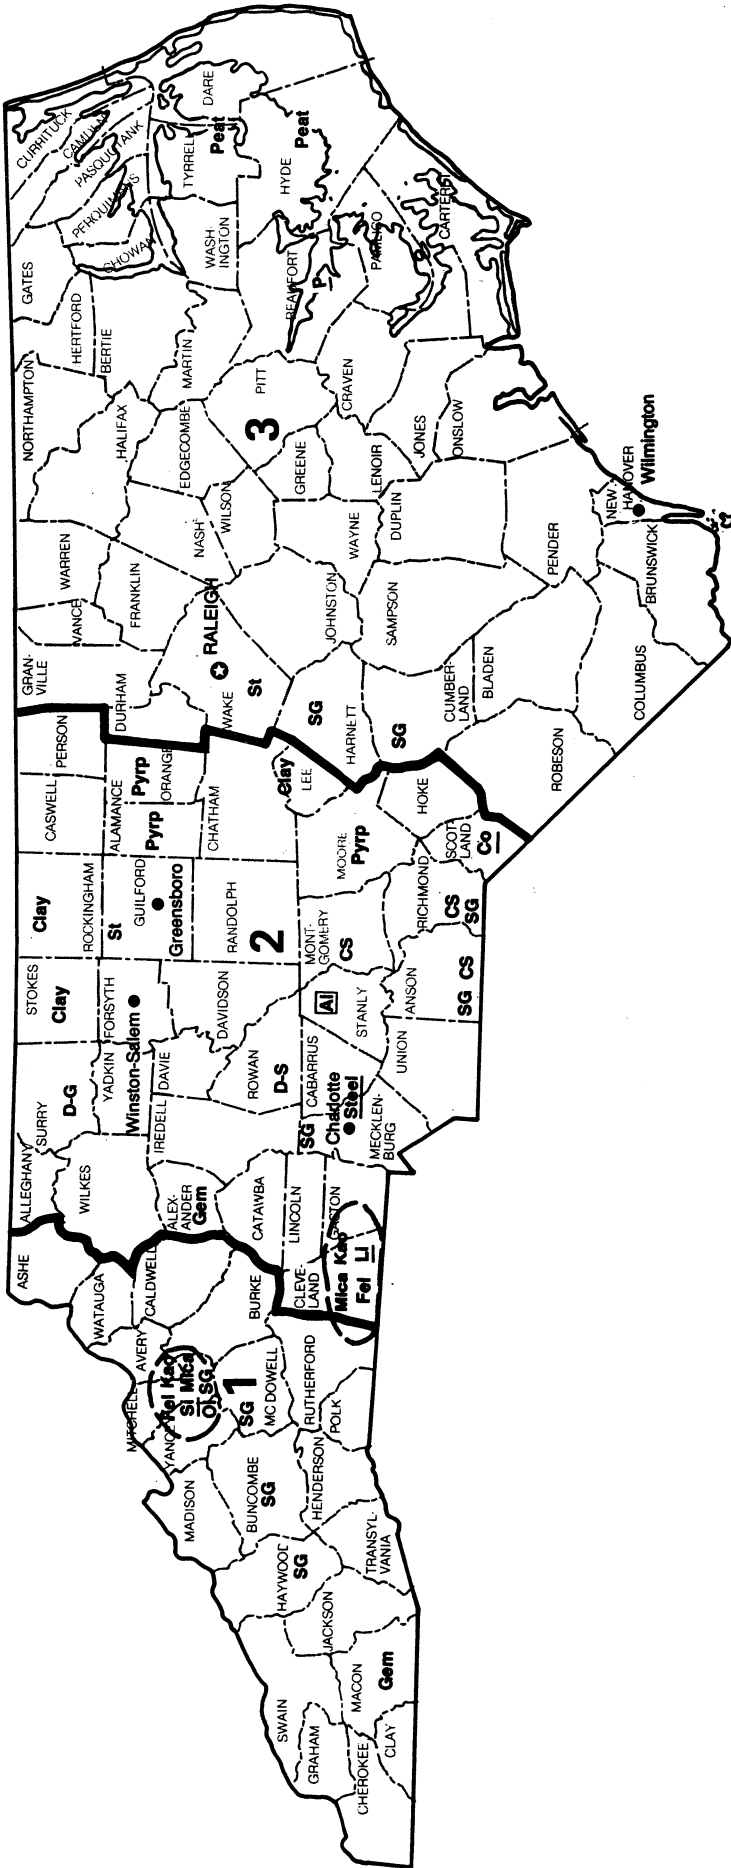 CURRITUCK
CAMDEN
PASQUOTANK
PERQUIMANS
CHOWAN
GATES
HERTFORD
BERTIE
NORTHAMPTON
HALIFAX
WARREN
VANCE
GRAN-
VILLE
FRANKLIN
DURHAM
PERSON
CASWELL
ALAMANCE
Pyrp
ORANGE
Pyrp
Clay
ROCKINGHAM
St
GUILFORD
Greensboro
STOKES
Clay
FORSYTH
Winston-Salem
SURRY
D-G
YADKIN
ALLEGHANY
WILKES
ASHE
WATAUGA
DARE
TYRRELL
Peat
WASH-
INGTON
HYDE
Peat
MARTIN
BEAUFORT
P
PAMLICO
CARTERET
EDGECOMBE
PITT
3
CRAVEN
NASH
WILSON
GREENE
LENOIR
JONES
ONSLOW
RALEIGH
WAKE
St
JOHNSTON
WAYNE
DUPLIN
SAMPSON
PENDER
NEW
HANOVER
Wilmington
BRUNSWICK
COLUMBUS
BLADEN
CUMBER-
LAND
SG
HARNETT
SG
ROBESON
CHATHAM
Clay
LEE
MOORE
Pyrp
HOKE
SCOT-
LAND
Co
RANDOLPH
2
MONT-
GOMERY
CS
RICHMOND
CS
SG
DAVIDSON
Al
STANLY
ANSON
SG CS
DAVIE
ROWAN
D-S
CABARRUS
UNION
IREDELL
SG
Charlotte
Steel
MECKLEN-
BURG
ALEX-
ANDER
Gem
CATAWBA
LINCOLN
GASTON
CALDWELL
BURKE
CLEVE-
LAND
Mica Kao
Fel Li
AVERY
MITCHELL
YANCEY
Fel Kao
Si Mica
Ol SG
1
SG
MC DOWELL
RUTHERFORD
POLK
MADISON
BUNCOMBE
SG
HENDERSON
HAYWOOD
SG
TRANSYL-
VANIA
JACKSON
SWAIN
MACON
Gem
GRAHAM
CHEROKEE
CLAY